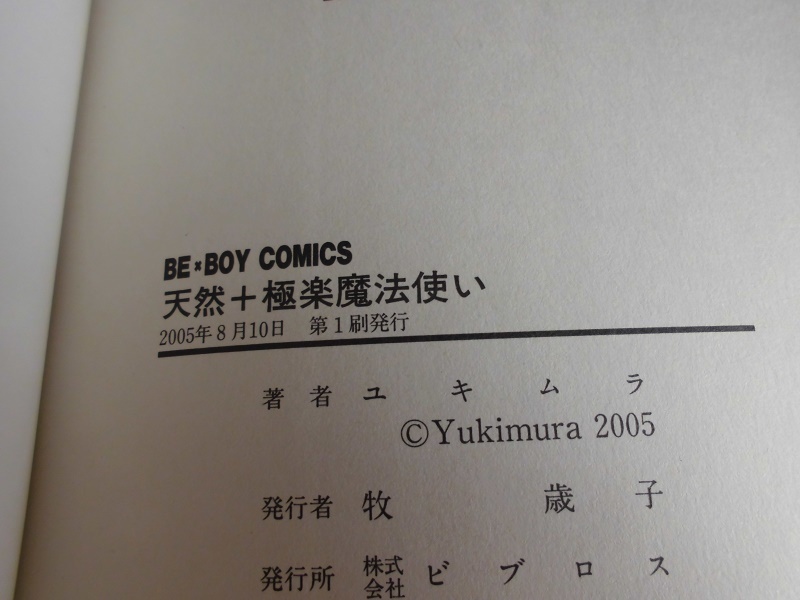 BE×BOY COMICS
天然＋極楽魔法使い
2005年8月10日　第1刷発行
著者　ユキムラ
©Yukimura 2005
発行者　牧　歳子
発行所　株式会社　ビブロス